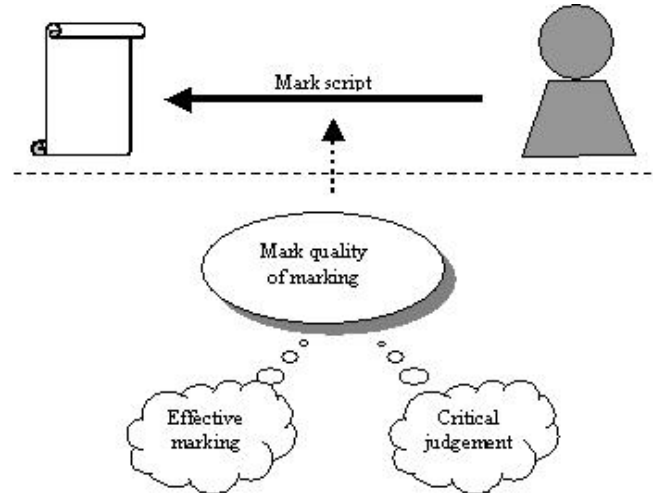 Mark script
Mark quality
of marking
Effective
marking
Critical
judgement